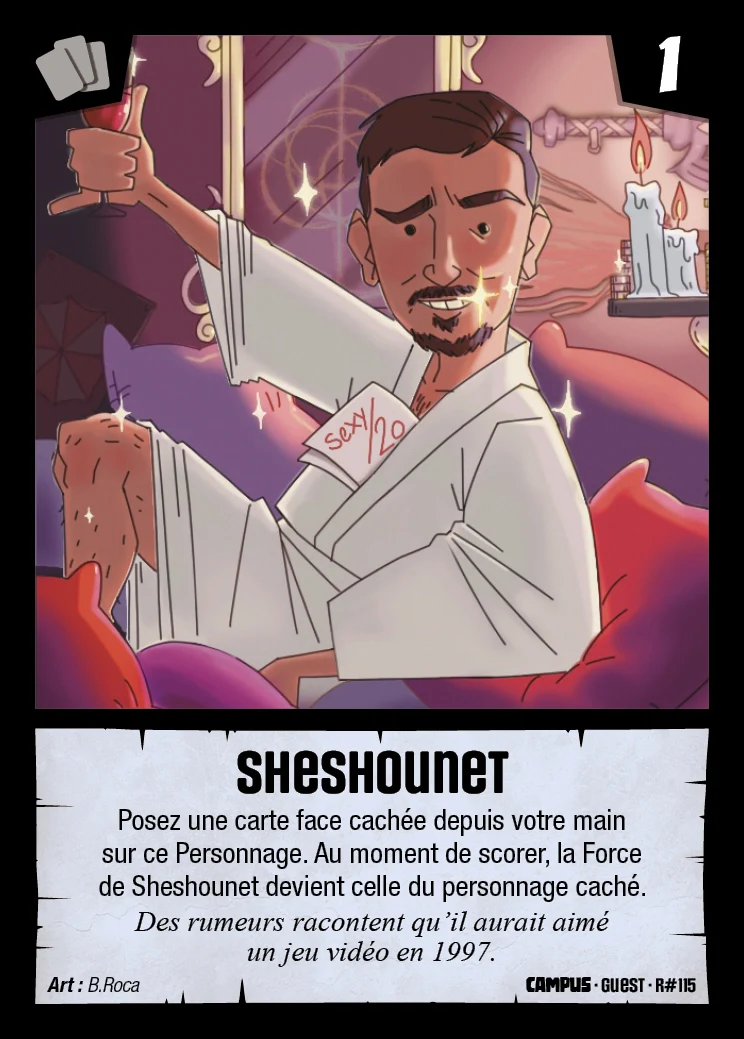 1
sexy/20
SHESHOUNET
Posez une carte face cachée depuis votre main
sur ce Personnage. Au moment de scorer, la Force
de Sheshounet devient celle du personnage caché.
Des rumeurs racontent qu'il aurait aimé
un jeu vidéo en 1997.
Art : B.Roca
CAMPUS · GUEST · R#115